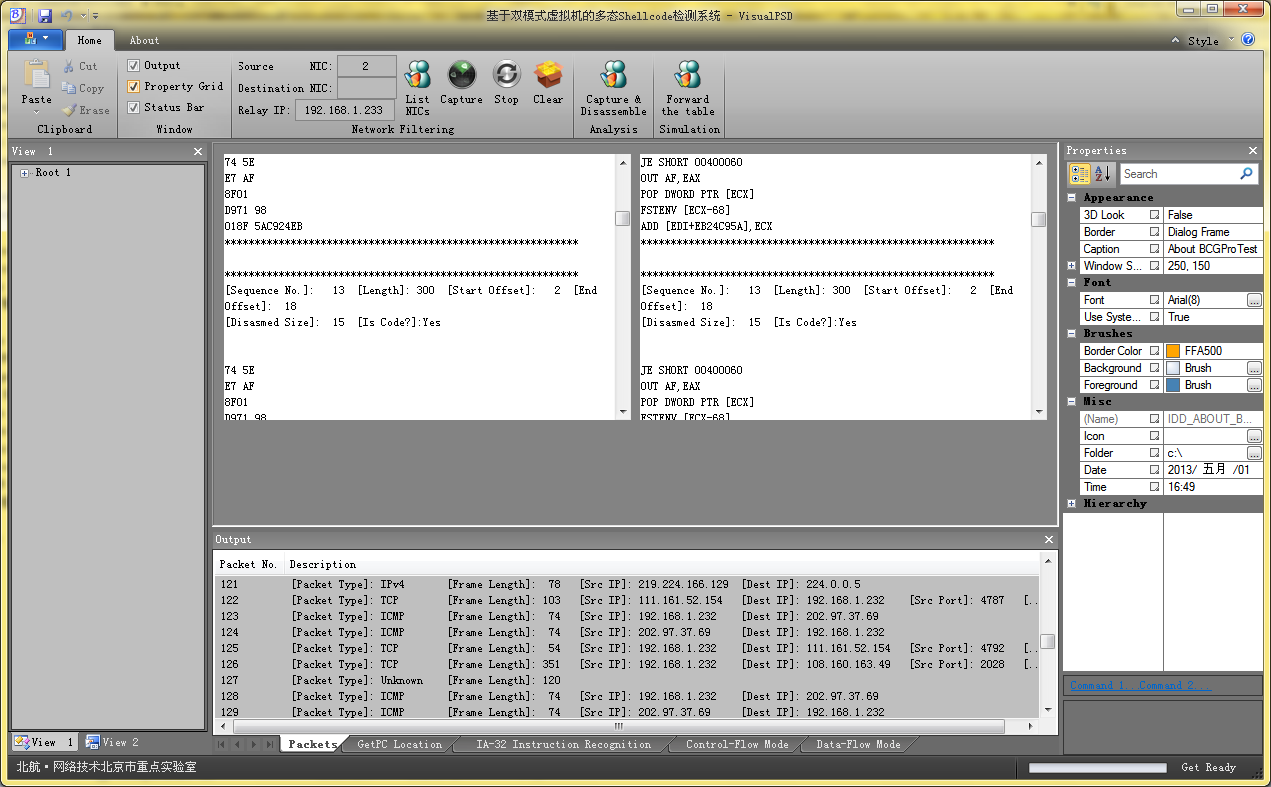 基于双模式虚拟机的多态Shellcode检测系统 - VisualPSD
Home About Style
Paste Cut Copy Erase
Clipboard
Output
Property Grid
Status Bar
Window
Source NIC: 2
Destination NIC:
Relay IP: 192.168.1.233
List NICs
Capture
Stop
Clear
Network Filtering
Capture & Disassemble
Analysis
Forward the table
Simulation
View 1
Root 1
74 5E
E7 AF
8F01
D971 98
018F 5AC924EB
***********************************************************
***********************************************************
[Sequence No.]: 13 [Length]: 300 [Start Offset]: 2 [End
Offset]: 18
[Disasmed Size]: 15 [Is Code?]:Yes
74 5E
E7 AF
8F01
D971 98
JE SHORT 00400060
OUT AF,EAX
POP DWORD PTR [ECX]
FSTENV [ECX-68]
ADD [EDI+EB24C95A],ECX
***********************************************************
***********************************************************
[Sequence No.]: 13 [Length]: 300 [Start Offset]: 2 [End
Offset]: 18
[Disasmed Size]: 15 [Is Code?]:Yes
JE SHORT 00400060
OUT AF,EAX
POP DWORD PTR [ECX]
FSTENV [ECX-68]
Properties
Search
Appearance
3D Look False
Border Dialog Frame
Caption About BCGProTest
Window S... 250, 150
Font
Font Arial(8) ...
Use Syste... True
Brushes
Border Color FFA500
Background Brush ...
Foreground Brush ...
Misc
(Name) IDD_ABOUT_B...
Icon ...
Folder c:\ ...
Date 2013/ 五月 /01
Time 16:49
Hierarchy
Command 1...Command 2...
Output
Packet No. Description
121 [Packet Type]: IPv4 [Frame Length]: 78 [Src IP]: 219.224.166.129 [Dest IP]: 224.0.0.5
122 [Packet Type]: TCP [Frame Length]: 103 [Src IP]: 111.161.52.154 [Dest IP]: 192.168.1.232 [Src Port]: 4787 [..
123 [Packet Type]: ICMP [Frame Length]: 74 [Src IP]: 192.168.1.232 [Dest IP]: 202.97.37.69
124 [Packet Type]: ICMP [Frame Length]: 74 [Src IP]: 202.97.37.69 [Dest IP]: 192.168.1.232
125 [Packet Type]: TCP [Frame Length]: 54 [Src IP]: 192.168.1.232 [Dest IP]: 111.161.52.154 [Src Port]: 4792 [..
126 [Packet Type]: TCP [Frame Length]: 351 [Src IP]: 192.168.1.232 [Dest IP]: 108.160.163.49 [Src Port]: 2028 [..
127 [Packet Type]: Unknown [Frame Length]: 120
128 [Packet Type]: ICMP [Frame Length]: 74 [Src IP]: 192.168.1.232 [Dest IP]: 202.97.37.69
129 [Packet Type]: ICMP [Frame Length]: 74 [Src IP]: 202.97.37.69 [Dest IP]: 192.168.1.232
View 1 View 2
Packets GetPC Location IA-32 Instruction Recognition Control-Flow Mode Data-Flow Mode
北航·网络技术北京市重点实验室
Get Ready